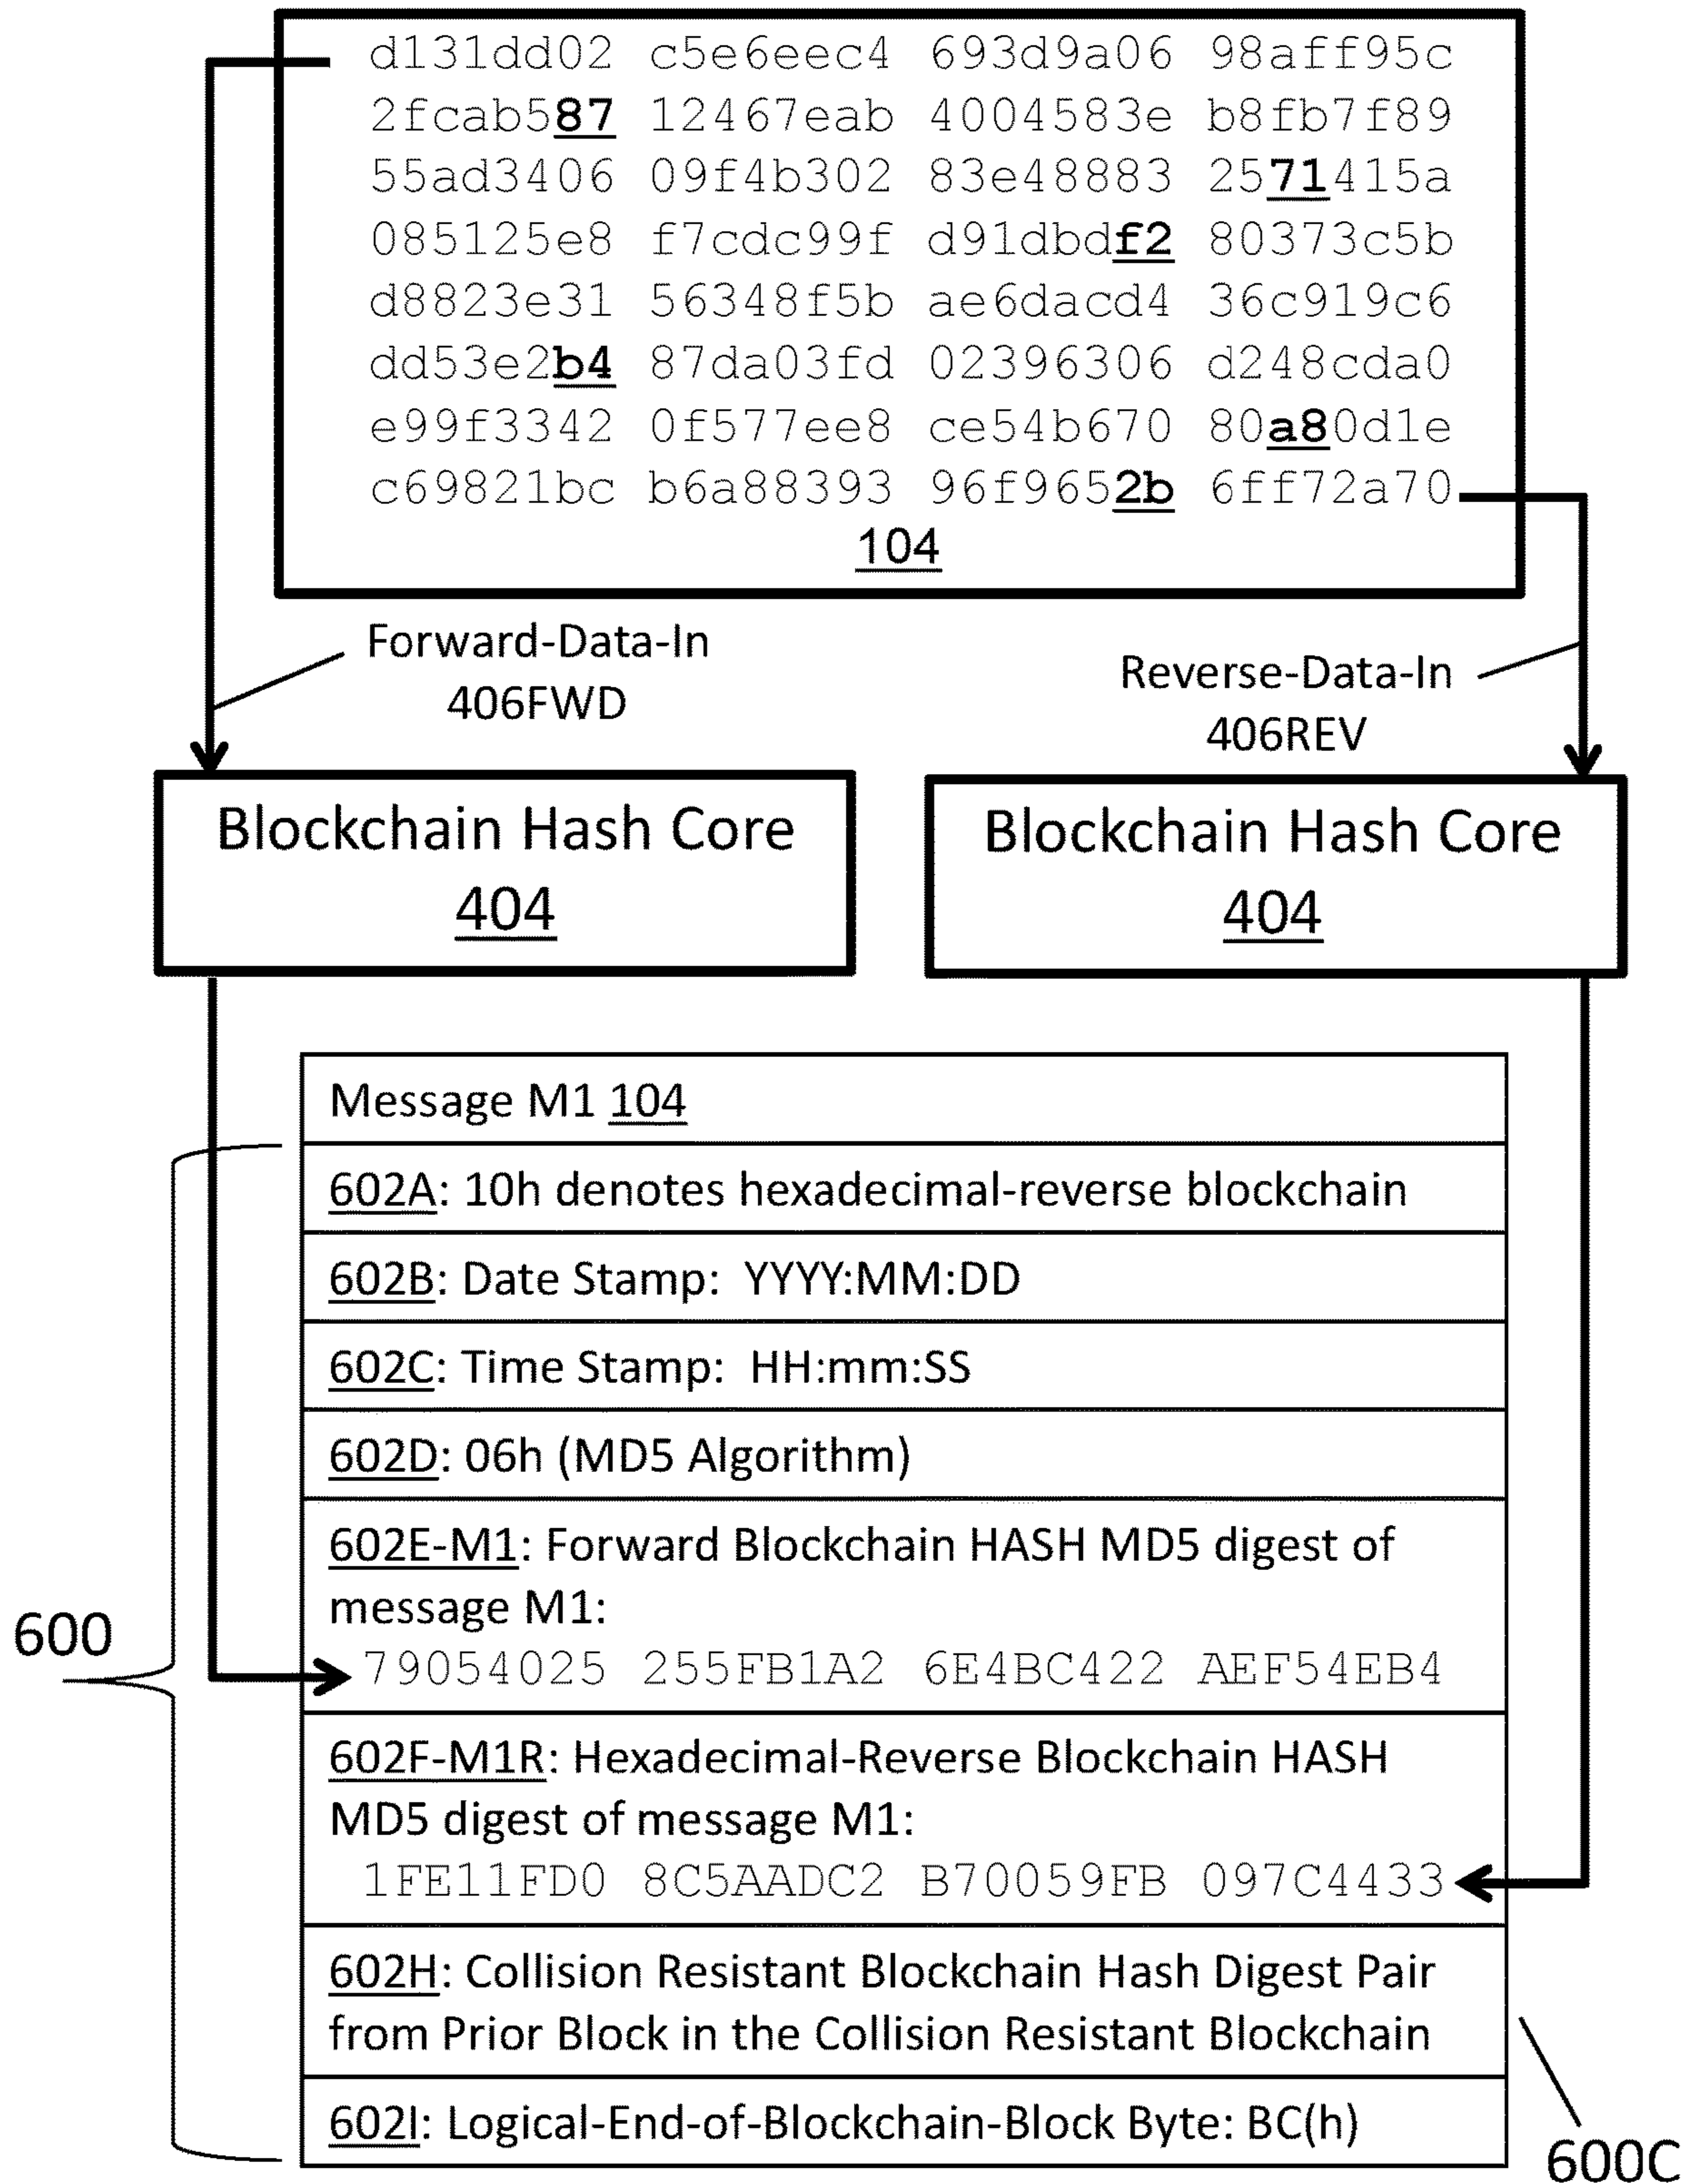 d131dd02 c5e6eec4 693d9a06 98aff95c
2fcab587 12467eab 4004583e b8fb7f89
55ad3406 09f4b302 83e48883 2571415a
085125e8 f7cdc99f d91dbdf2 80373c5b
d8823e31 56348f5b ae6dacd4 36c919c6
dd53e2b4 87da03fd 02396306 d248cda0
e99f3342 0f577ee8 ce54b670 80a80d1e
c69821bc b6a88393 96f9652b 6ff72a70
104
Forward-Data-In
406FWD
Reverse-Data-In
406REV
Blockchain Hash Core
404
Blockchain Hash Core
404
Message M1 104
602A: 10h denotes hexadecimal-reverse blockchain
602B: Date Stamp: YYYY:MM:DD
602C: Time Stamp: HH:mm:SS
602D: 06h (MD5 Algorithm)
602E-M1: Forward Blockchain HASH MD5 digest of
message M1:
79054025 255FB1A2 6E4BC422 AEF54EB4
602F-M1R: Hexadecimal-Reverse Blockchain HASH
MD5 digest of message M1:
1FE11FD0 8C5AADC2 B70059FB 097C4433
602H: Collision Resistant Blockchain Hash Digest Pair
from Prior Block in the Collision Resistant Blockchain
602I: Logical-End-of-Blockchain-Block Byte: BC(h)
600
600C